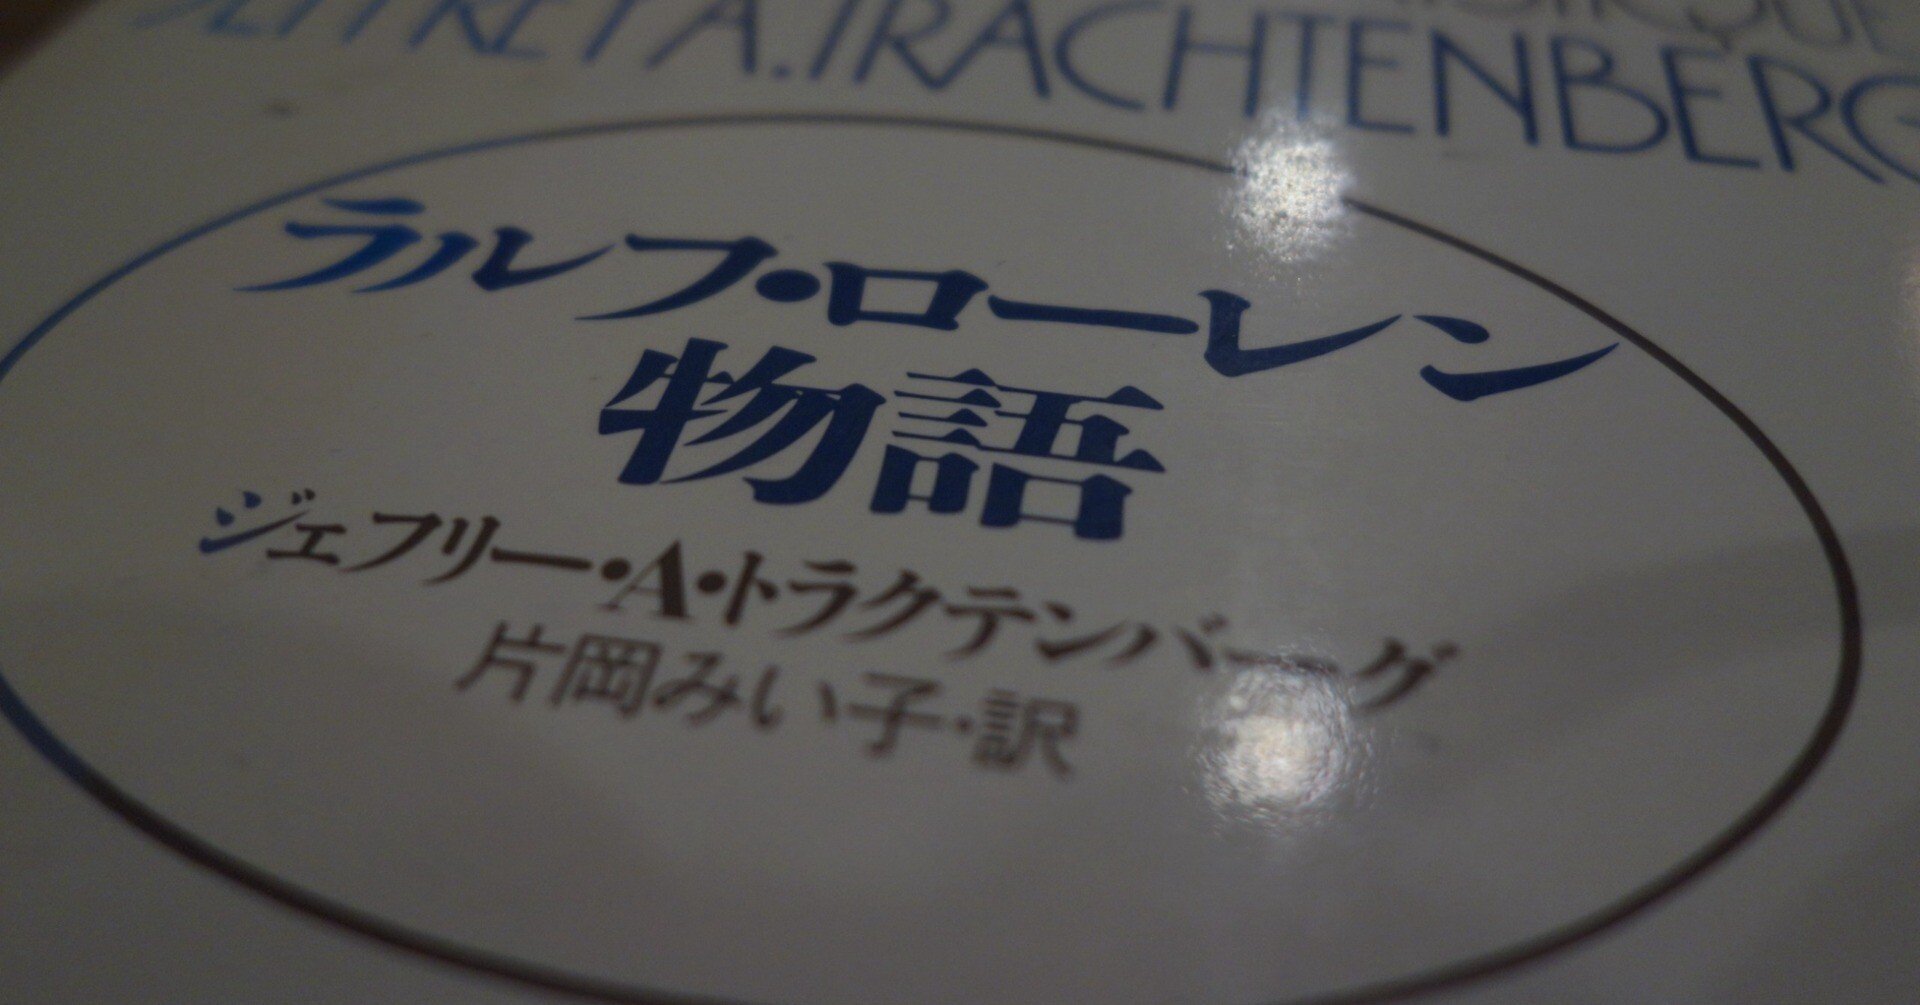 JEFFREY A. TRACHTENBERG
ラルフ・ローレン
物語
ジェフリー・A・トラクテンバーグ
片岡みい子・訳